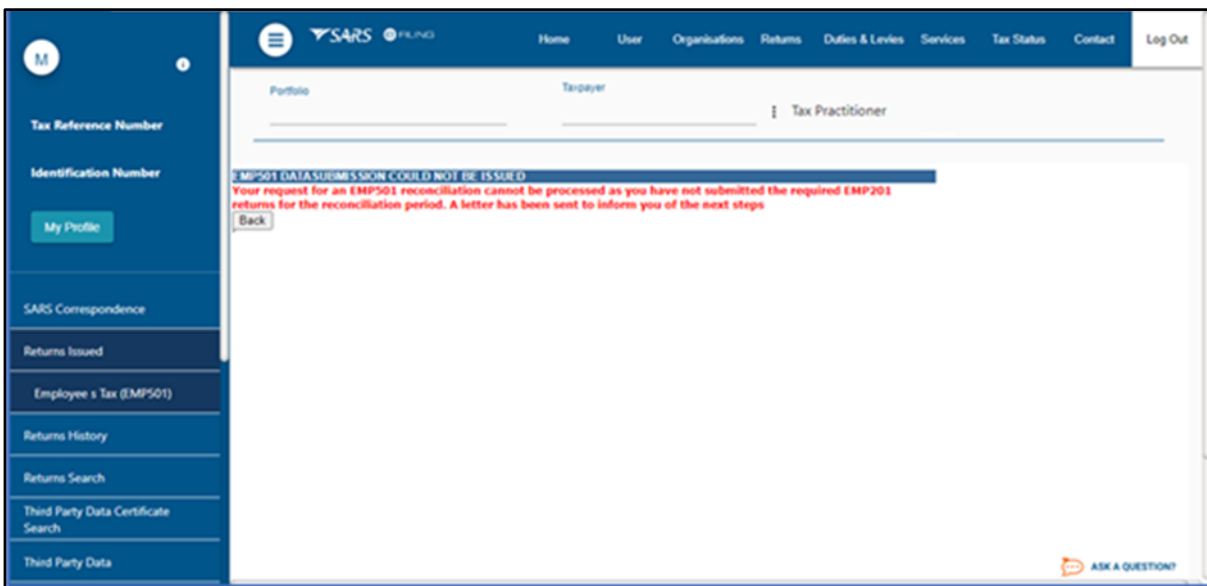 M
Tax Reference Number
Identification Number
My Profile
SARS Correspondence
Returns Issued
Employee s Tax (EMP501)
Returns History
Returns Search
Third Party Data Certificate
Search
Third Party Data
SARS eFILING
Home User Organisations Returns Duties & Levies Services Tax Status Contact Log Out
Portfolio Taxpayer
Tax Practitioner
EMP501 DATASUBMISSION COULD NOT BE ISSUED
Your request for an EMP501 reconciliation cannot be processed as you have not submitted the required EMP201
returns for the reconciliation period. A letter has been sent to inform you of the next steps
Back
ASK A QUESTION?